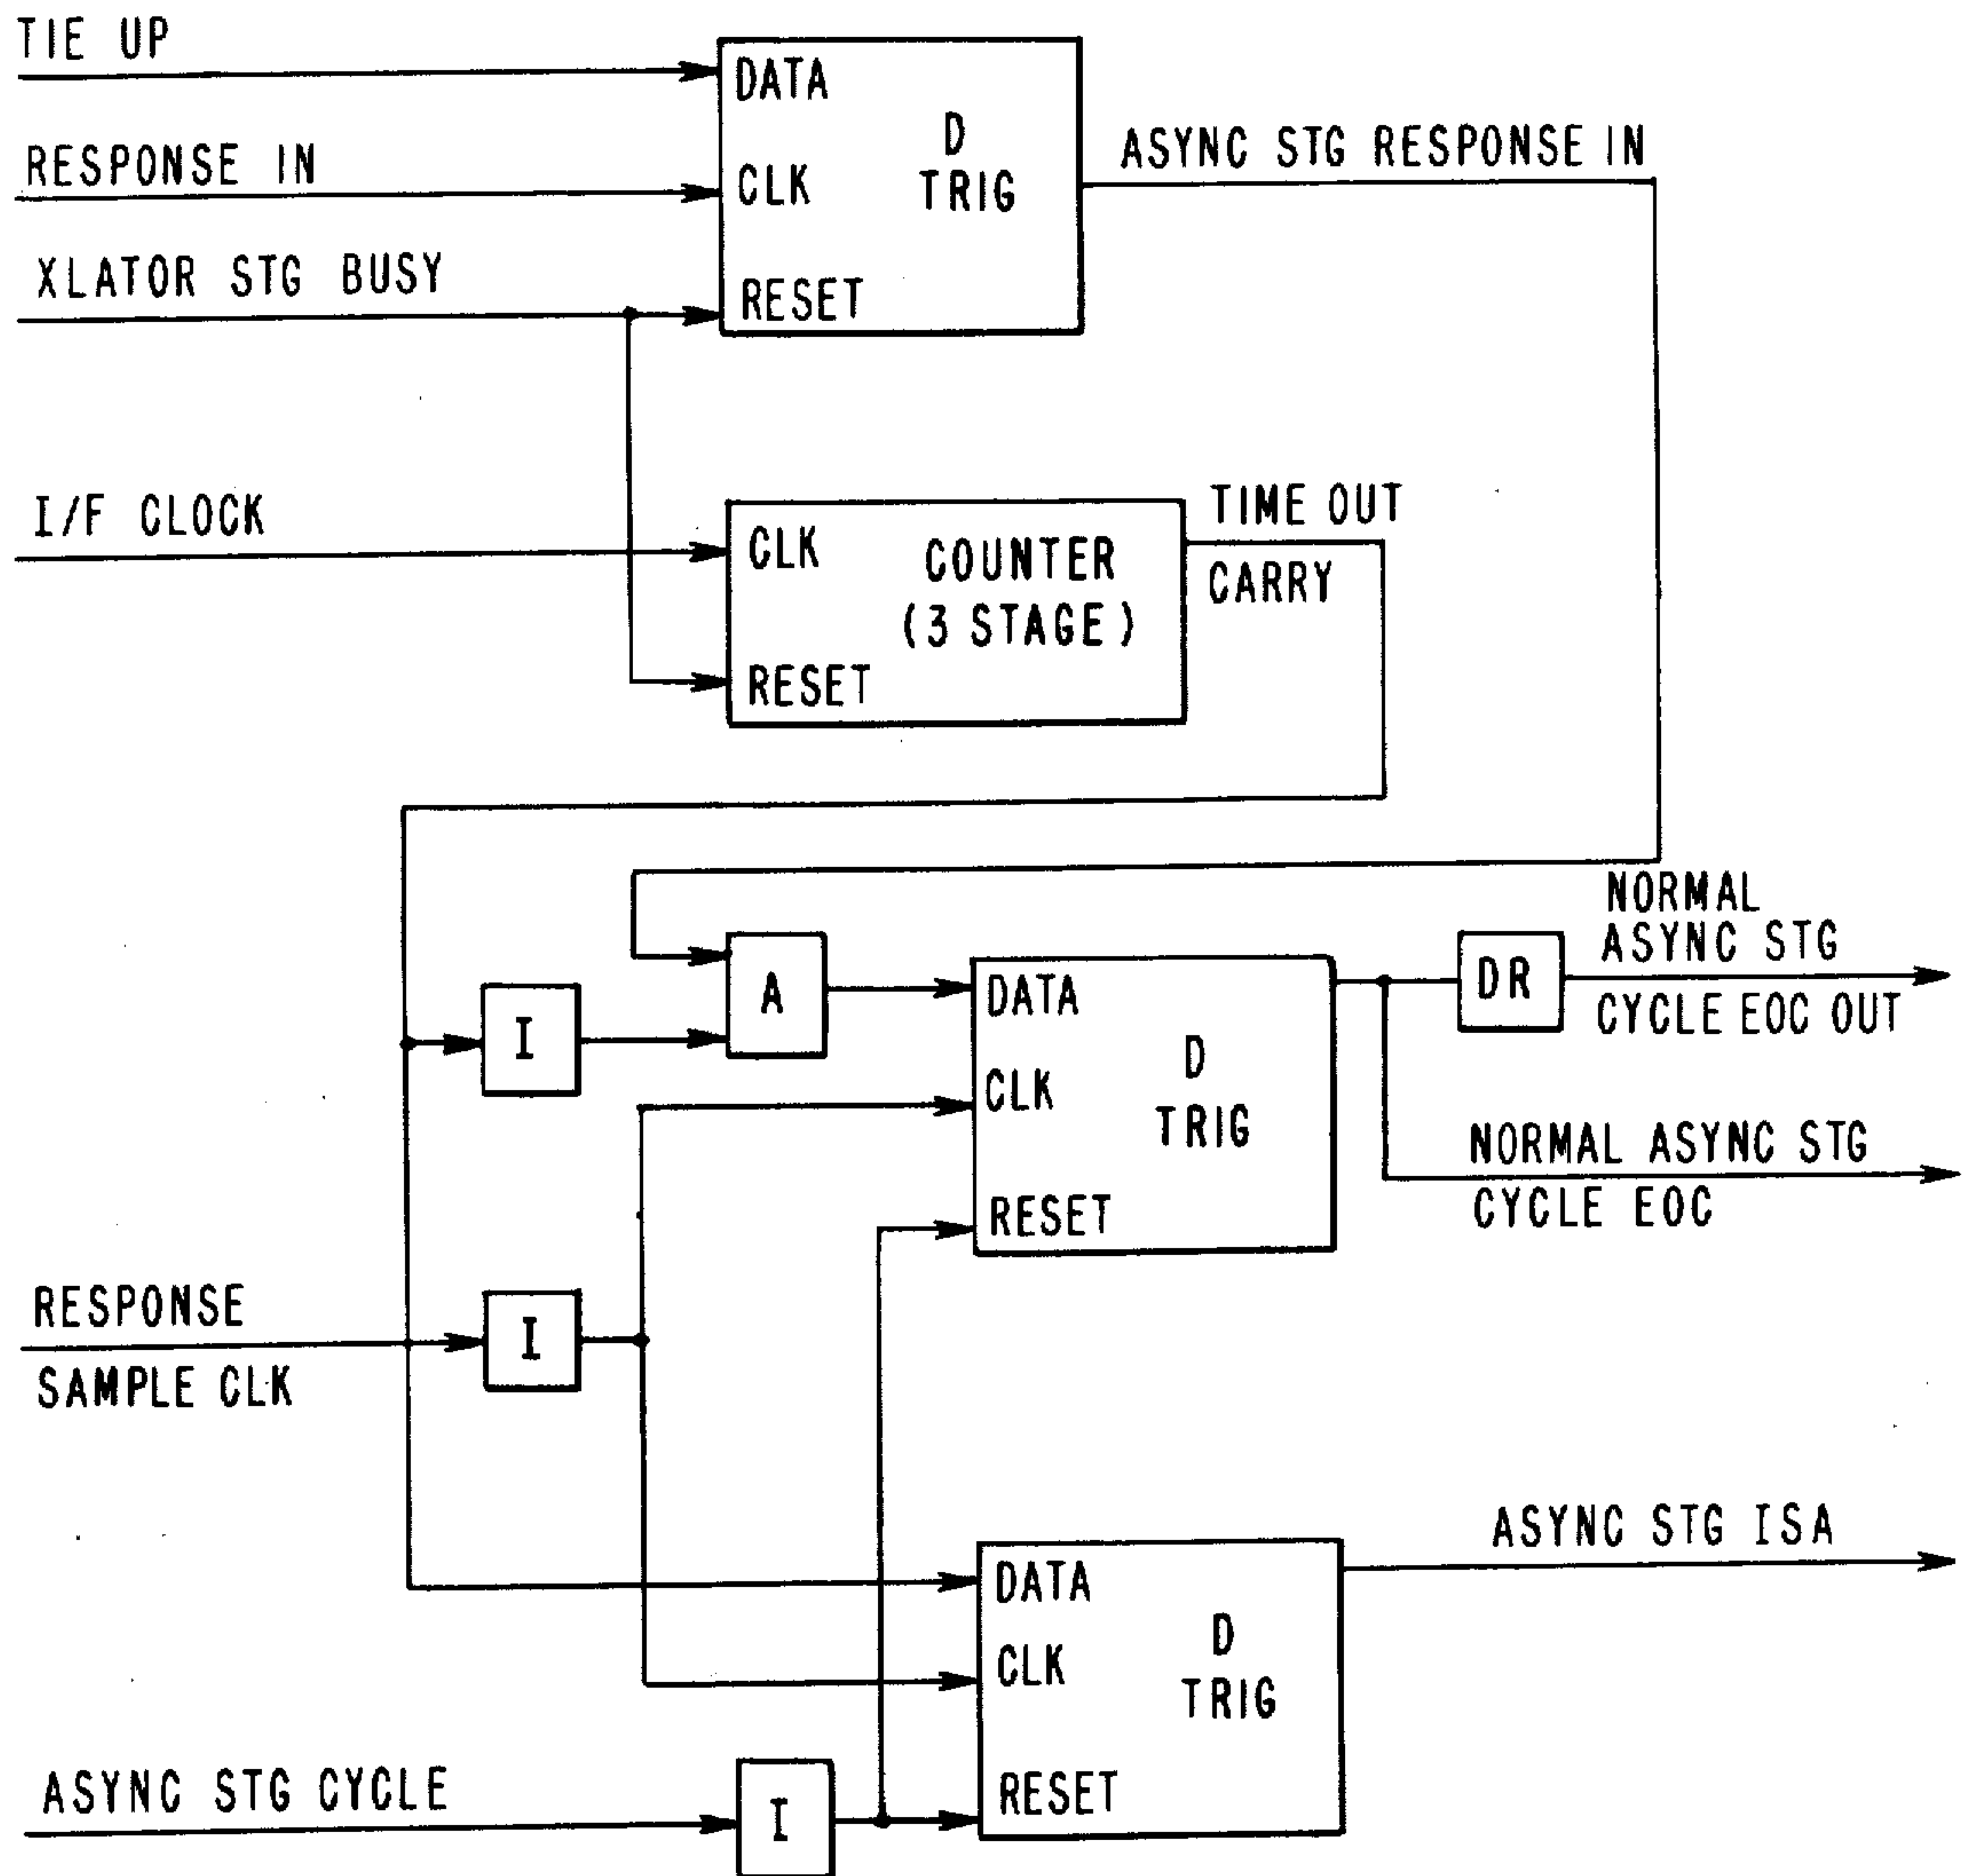 TIE UP
DATA
D
TRIG
ASYNC STG RESPONSE IN
RESPONSE IN
CLK
XLATOR STG BUSY
RESET
I/F CLOCK
CLK
COUNTER
(3 STAGE)
RESET
TIME OUT
CARRY
NORMAL
ASYNC STG
CYCLE EOC OUT
I
A
DATA
D
TRIG
CLK
RESET
DR
NORMAL ASYNC STG
CYCLE EOC
RESPONSE
SAMPLE CLK
I
DATA
D
TRIG
CLK
RESET
ASYNC STG ISA
ASYNC STG CYCLE
I